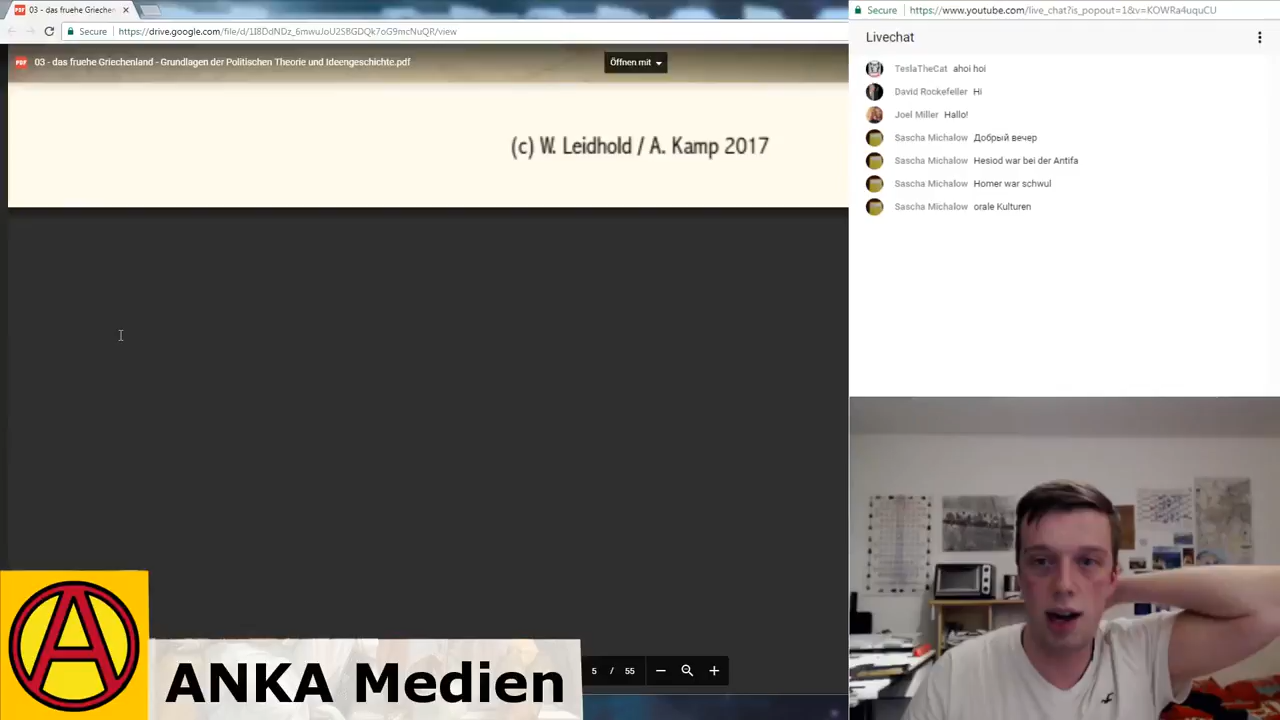 03 - das fruehe Griechen
Secure
https://drive.google.com/file/d/1I8DdNDz_6mwuJoU2SBGDQk7oG9mcNuQR/view
PDF
03 - das fruehe Griechenland - Grundlagen der Politischen Theorie und Ideengeschichte.pdf
Öffnen mit
(c) W. Leidhold / A. Kamp 2017
5 / 55
A
ANKA Medien
Secure
https://www.youtube.com/live_chat?is_popout=1&v=KOWRa4uquCU
Livechat
TeslaTheCat ahoi hoi
David Rockefeller Hi
Joel Miller Hallo!
Sascha Michalow Добрый вечер
Sascha Michalow Hesiod war bei der Antifa
Sascha Michalow Homer war schwul
Sascha Michalow orale Kulturen